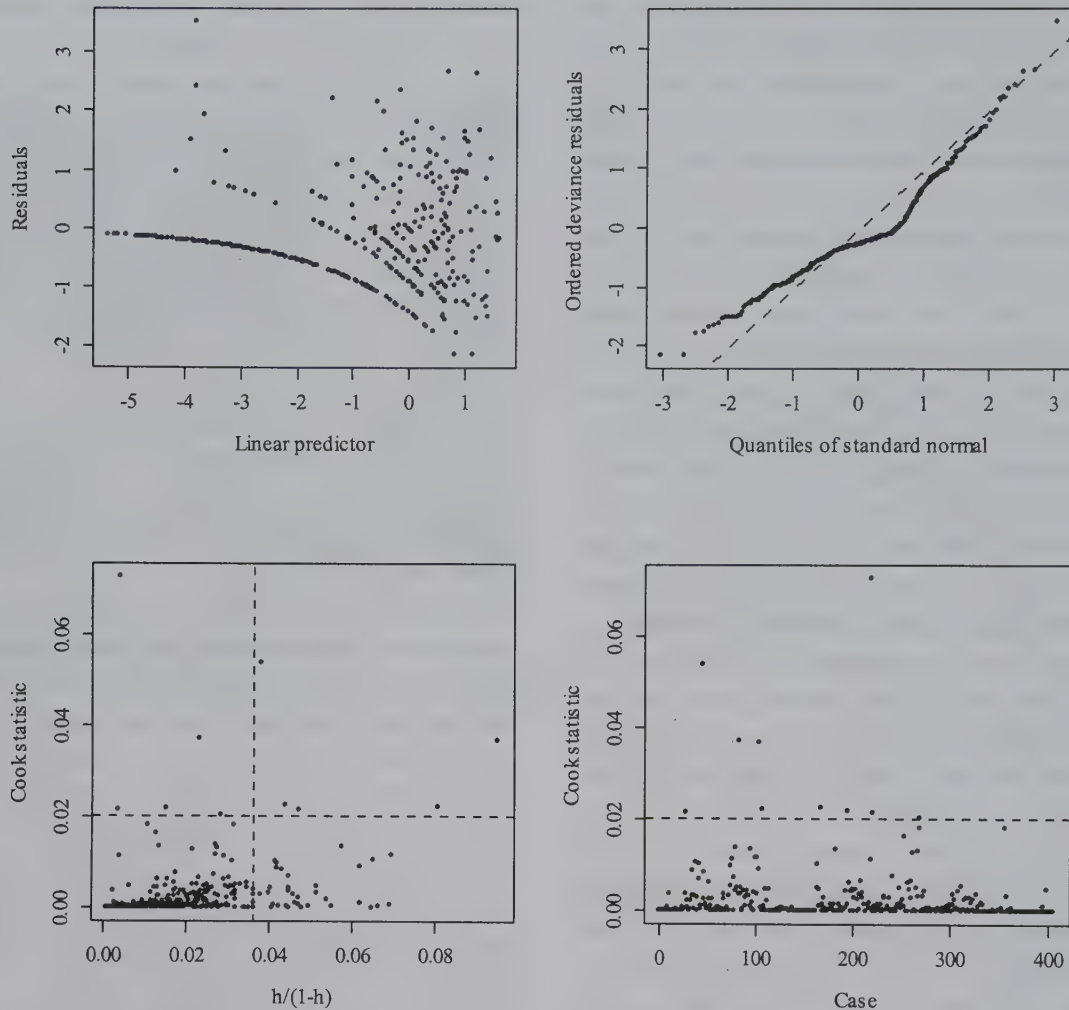 Residuals
3
2
1
0
-1
-2
-5 -4 -3 -2 -1 0 1
Linear predictor
Ordered deviance residuals
3
2
1
0
-1
-2
-3 -2 -1 0 1 2 3
Quantiles of standard normal
Cook statistic
0.06
0.04
0.02
0.00
0.00 0.02 0.04 0.06 0.08
h/(1-h)
Cook statistic
0.06
0.04
0.02
0.00
0 100 200 300 400
Case